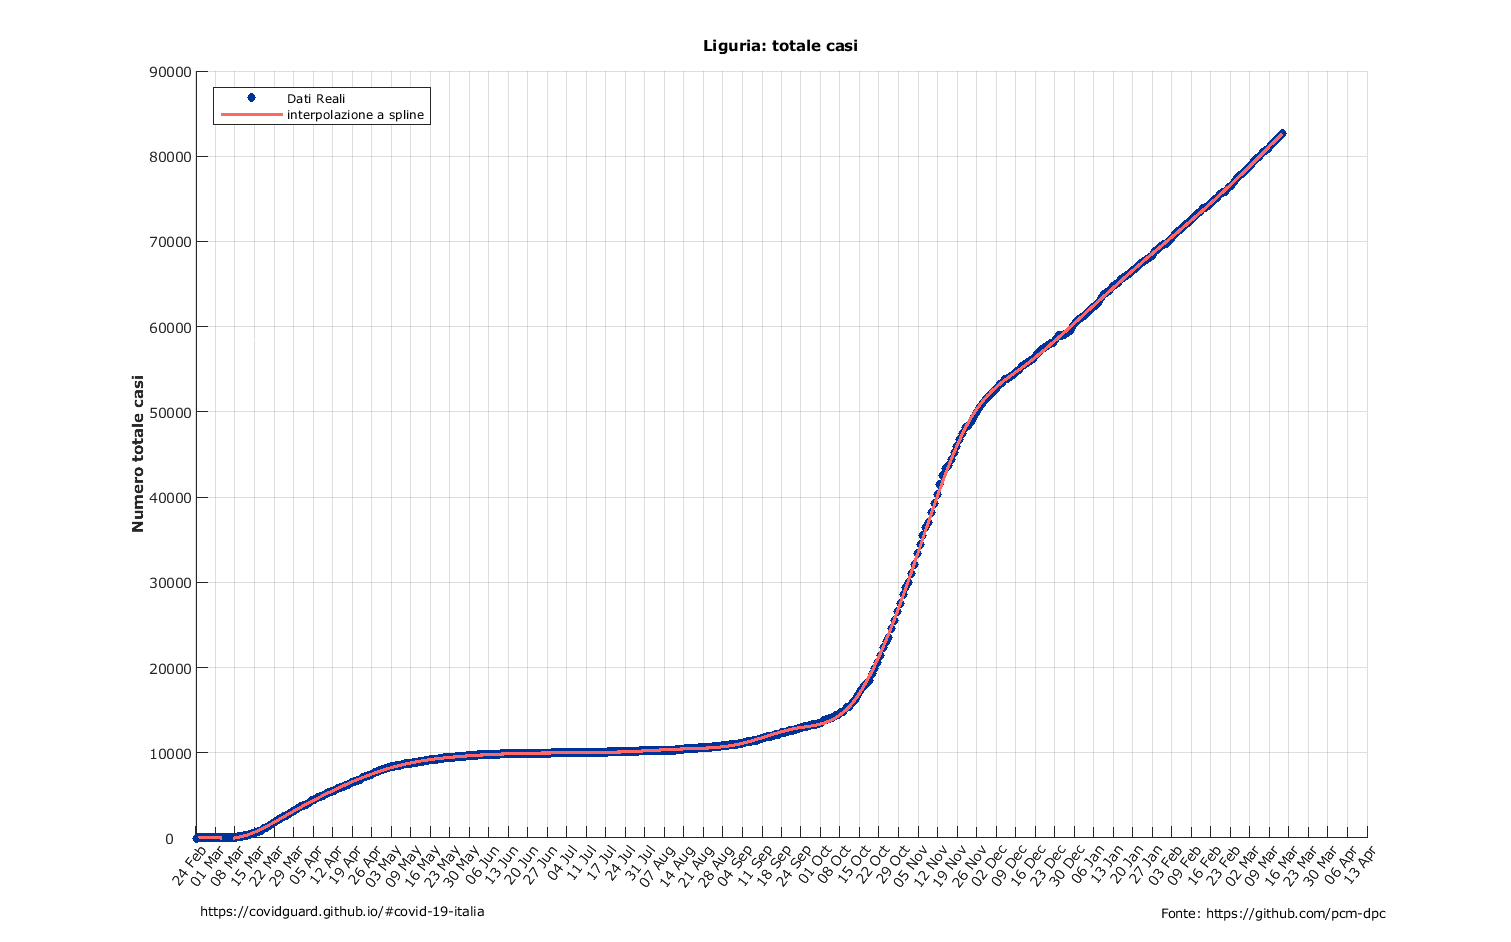 Liguria: totale casi
Dati Reali
interpolazione a spline
Numero totale casi
90000
80000
70000
60000
50000
40000
30000
20000
10000
0
24 Feb
01 Mar
08 Mar
15 Mar
22 Mar
29 Mar
05 Apr
12 Apr
19 Apr
26 Apr
03 May
09 May
16 May
23 May
30 May
06 Jun
13 Jun
20 Jun
27 Jun
04 Jul
11 Jul
17 Jul
24 Jul
31 Jul
07 Aug
14 Aug
21 Aug
28 Aug
04 Sep
11 Sep
18 Sep
24 Sep
01 Oct
08 Oct
15 Oct
22 Oct
29 Oct
05 Nov
12 Nov
19 Nov
26 Nov
02 Dec
09 Dec
16 Dec
23 Dec
30 Dec
06 Jan
13 Jan
20 Jan
27 Jan
03 Feb
09 Feb
16 Feb
23 Feb
02 Mar
09 Mar
16 Mar
23 Mar
30 Mar
06 Apr
13 Apr
https://covidguard.github.io/#covid-19-italia
Fonte: https://github.com/pcm-dpc